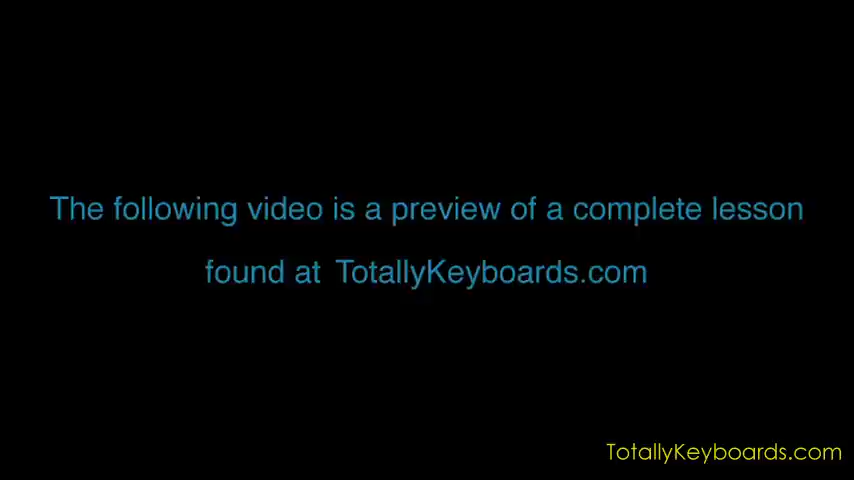 The following video is a preview of a complete lesson
found at TotallyKeyboards.com
TotallyKeyboards.com